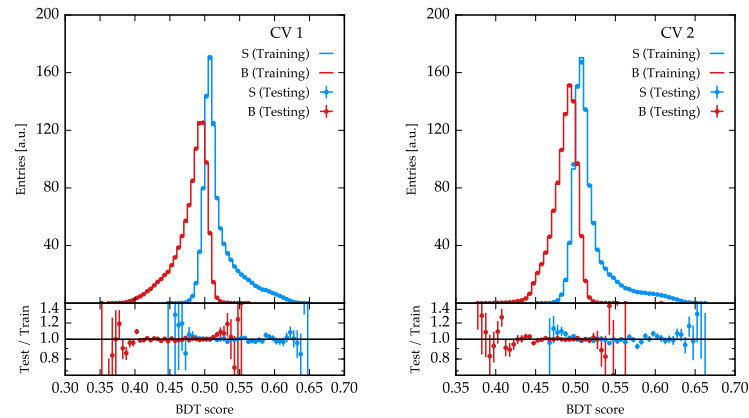 200
160
120
80
40
Entries [a.u.]
CV 1
S (Training)
B (Training)
S (Testing)
B (Testing)
1.4
1.2
1.0
0.8
Test / Train
0.30 0.35 0.40 0.45 0.50 0.55 0.60 0.65 0.70
BDT score
200
160
120
80
40
Entries [a.u.]
CV 2
S (Training)
B (Training)
S (Testing)
B (Testing)
1.4
1.2
1.0
0.8
Test / Train
0.35 0.40 0.45 0.50 0.55 0.60 0.65 0.70
BDT score